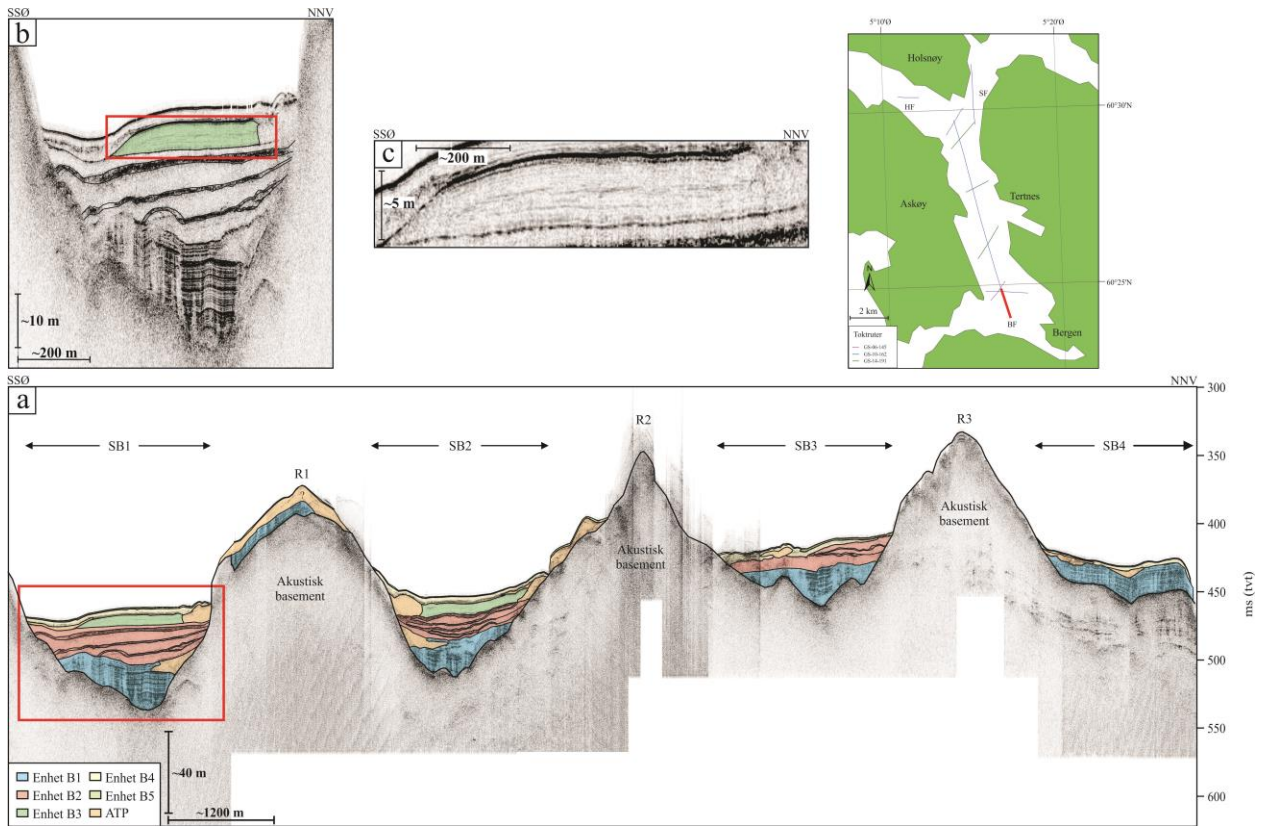 SSØ NNV
b
~10 m
~200 m
SSØ NNV
c
~200 m
~5 m
5°10'Ø 5°20'Ø
Holsnøy
SF
HF
60°30'N
Askøy
Tertnes
N
60°25'N
2 km
BF
Bergen
Toktruter
SSØ NNV
a
300
SB1 R1 SB2 R2 SB3 R3 SB4
350
?
400
Akustisk
basement
Akustisk
basement
Akustisk
basement
450
ms (tvt)
500
550
600
~40 m
~1200 m
Enhet B1 Enhet B4
Enhet B2 Enhet B5
Enhet B3 ATP